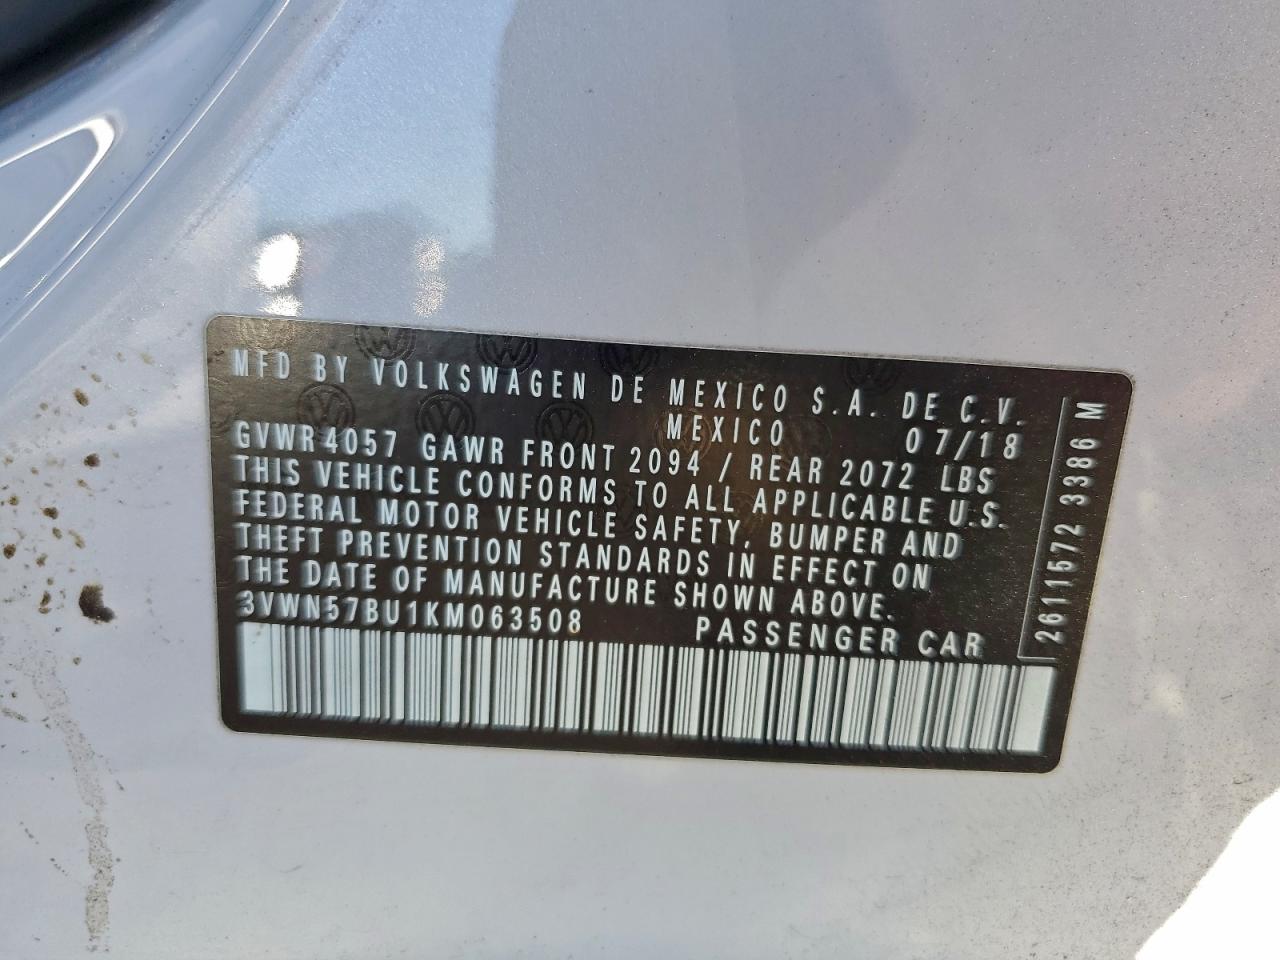 MFD BY VOLKSWAGEN DE MEXICO S.A. DE C.V.
MEXICO 07/18
GVWR 4057 GAWR FRONT 2094 / REAR 2072 LBS
THIS VEHICLE CONFORMS TO ALL APPLICABLE U.S.
FEDERAL MOTOR VEHICLE SAFETY, BUMPER AND
THEFT PREVENTION STANDARDS IN EFFECT ON
THE DATE OF MANUFACTURE SHOWN ABOVE.
3VWN57BU1KM063508 PASSENGER CAR
2611572 3386 M